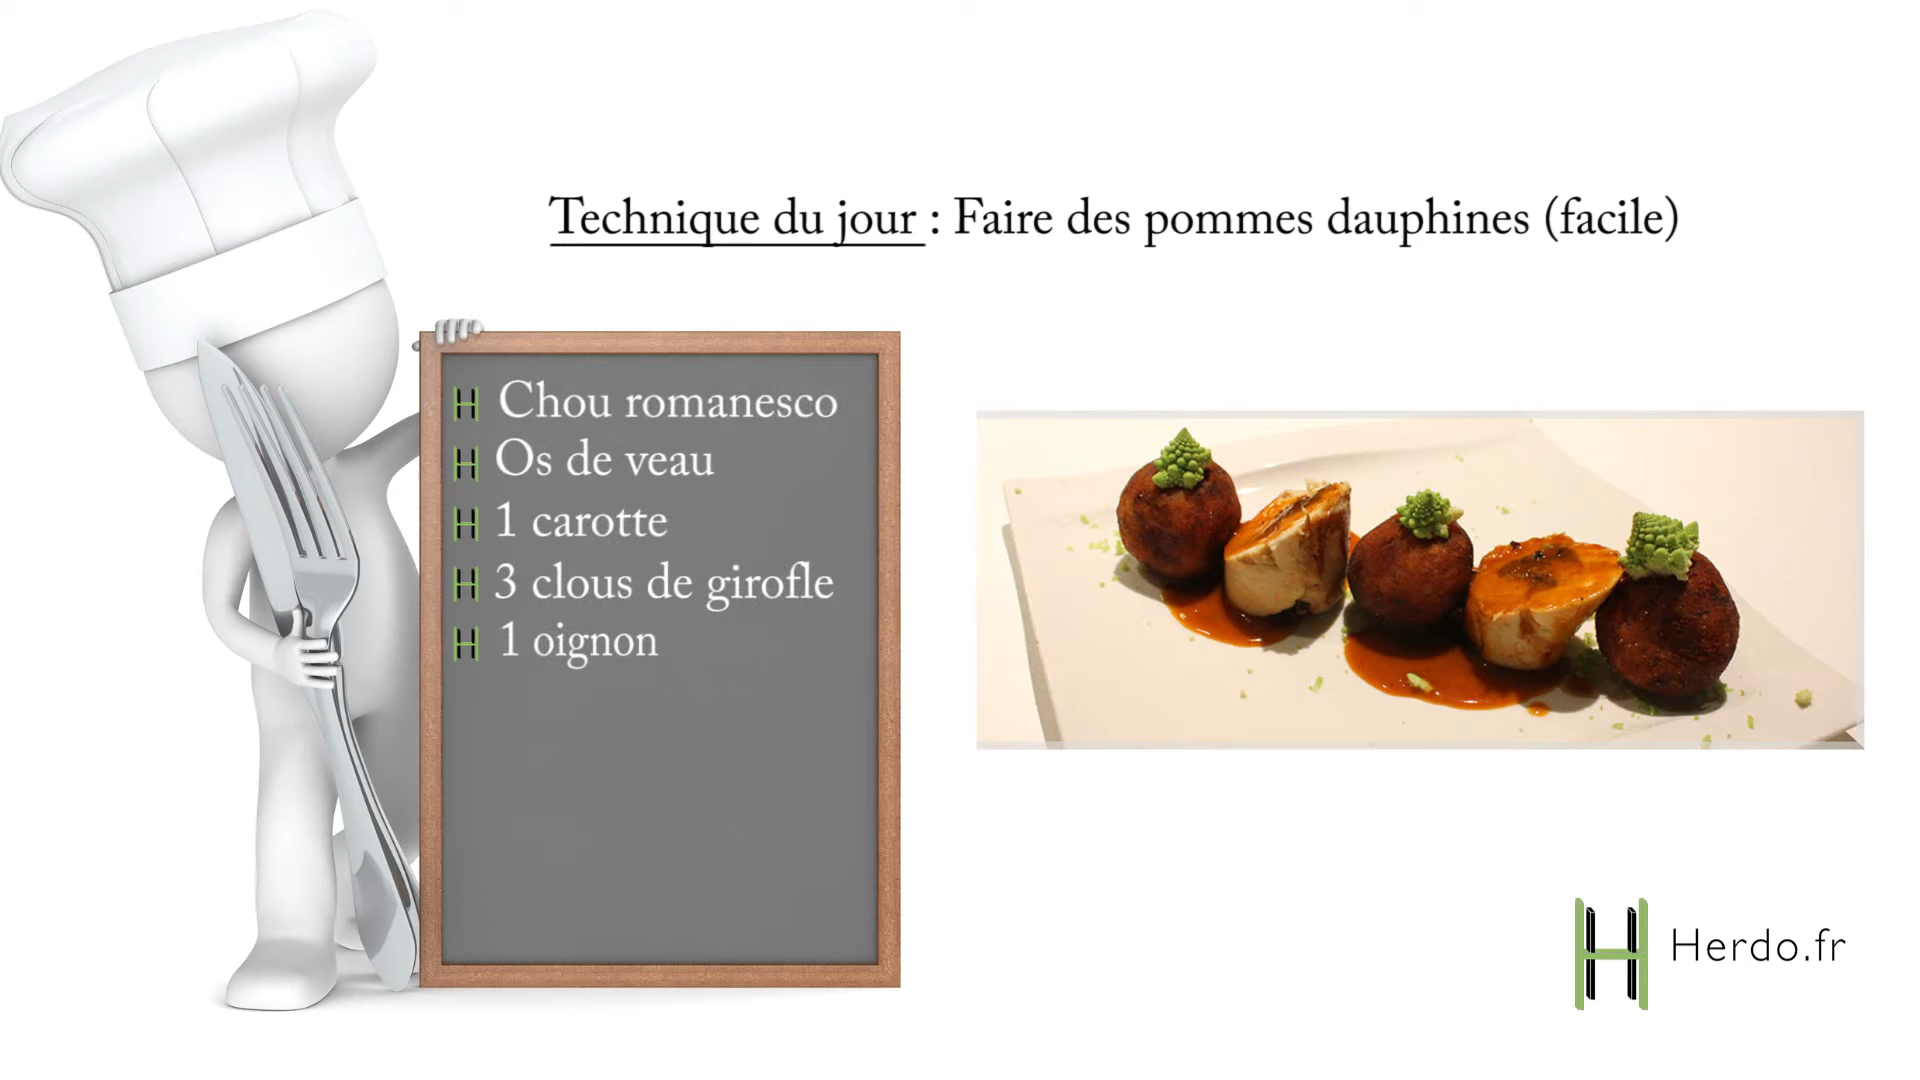 Technique du jour : Faire des pommes dauphines (facile)
Chou romanesco
Os de veau
1 carotte
3 clous de girofle
1 oignon
H Herdo.fr